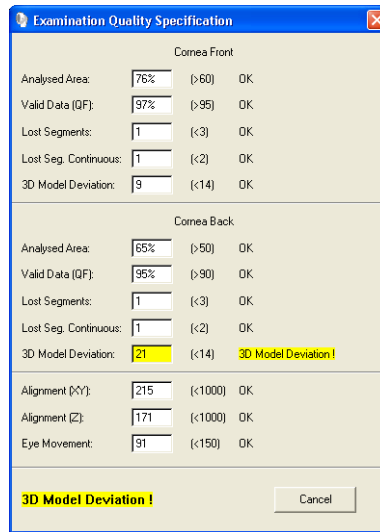 Examination Quality Specification
Cornea Front
Analysed Area: 76% (>60) OK
Valid Data (QF): 97% (>95) OK
Lost Segments: 1 (<3) OK
Lost Seg. Continuous: 1 (<2) OK
3D Model Deviation: 9 (<14) OK
Cornea Back
Analysed Area: 65% (>50) OK
Valid Data (QF): 95% (>90) OK
Lost Segments: 1 (<3) OK
Lost Seg. Continuous: 1 (<2) OK
3D Model Deviation: 21 (<14) 3D Model Deviation !
Alignment (XY): 215 (<1000) OK
Alignment (Z): 171 (<1000) OK
Eye Movement: 91 (<150) OK
3D Model Deviation ! Cancel